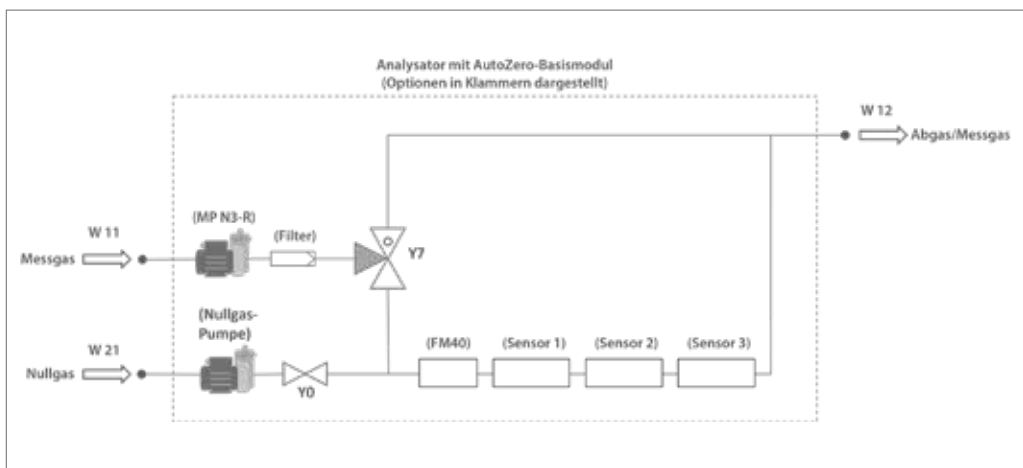 Analysator mit AutoZero-Basismodul
(Optionen in Klammern dargestellt)
W 12
Abgas/Messgas
(MP N3-R)
W 11
(Filter)
Messgas
Y7
(Nullgas-
Pumpe)
W 21
(FM40)
(Sensor 1)
(Sensor 2)
(Sensor 3)
Nullgas
Y0